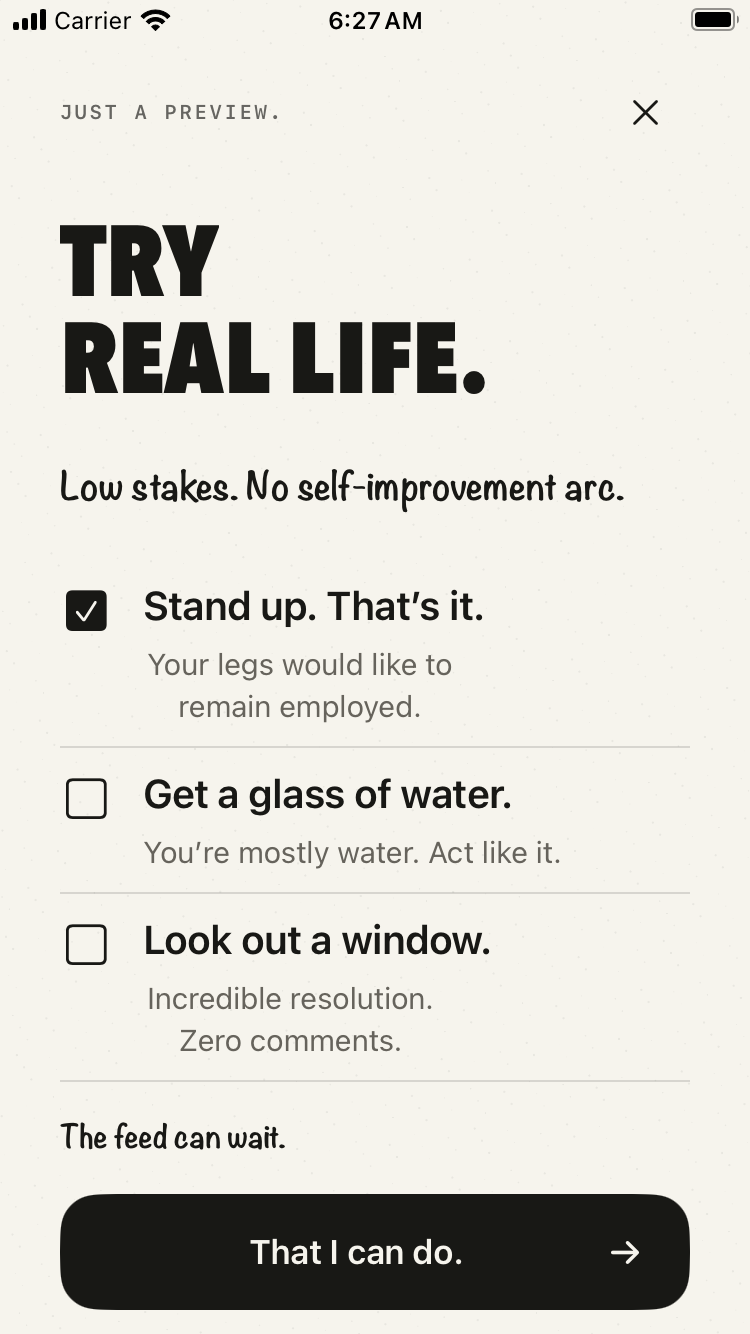 Carrier
6:27 AM
JUST A PREVIEW.
TRY
REAL LIFE.
Low stakes. No self-improvement arc.
Stand up. That’s it.
Your legs would like to
remain employed.
Get a glass of water.
You’re mostly water. Act like it.
Look out a window.
Incredible resolution.
Zero comments.
The feed can wait.
That I can do.